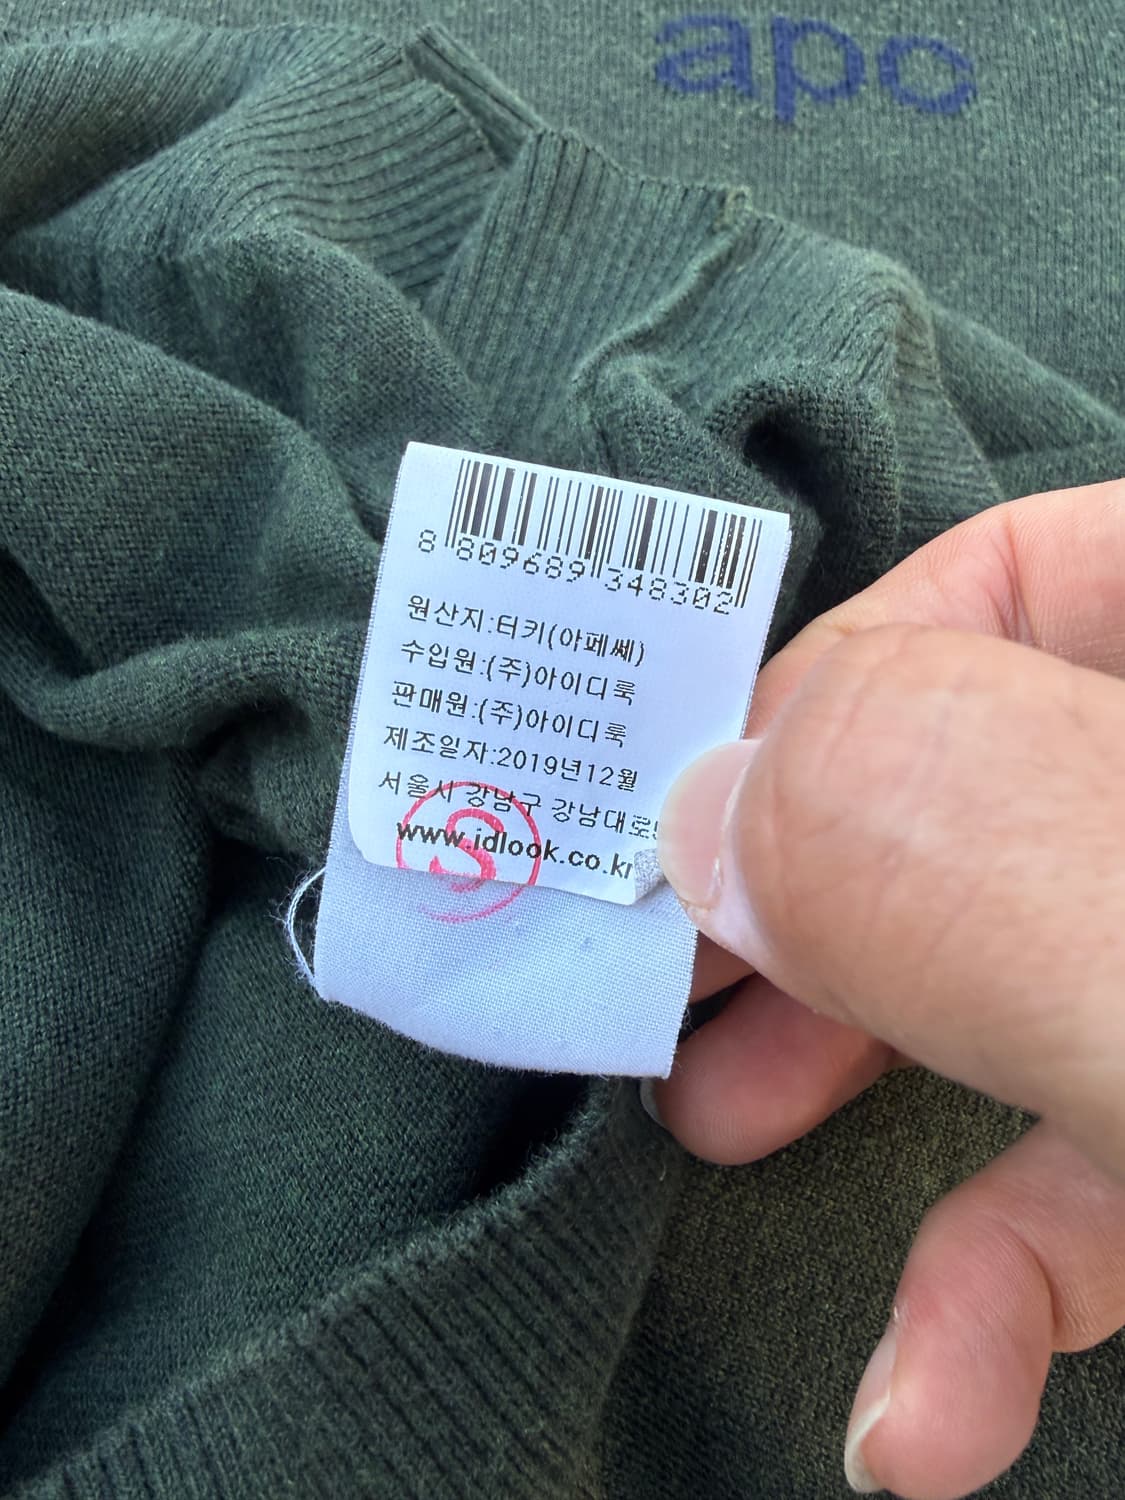 apc
8 809689 348302
원산지:터키(아페쎄)
수입원:(주)아이디룩
판매원:(주)아이디룩
제조일자:2019년12월
서울시 강남구 강남대로
www.idlook.co.kr
S